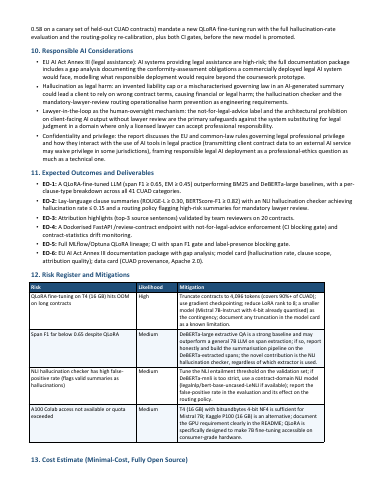 0.58 on a canary set of held-out CUAD contracts) mandate a new QLoRA fine-tuning run with the full hallucination-rate
evaluation and the routing-policy re-calibration, plus both CI gates, before the new model is promoted.
10. Responsible AI Considerations
• EU AI Act Annex III (legal assistance): AI systems providing legal assistance are high-risk; the full documentation package
includes a gap analysis documenting the conformity-assessment obligations a commercially deployed legal AI system
would face, modelling what responsible deployment would require beyond the coursework prototype.
• Hallucination as legal harm: an invented liability cap or a mischaracterised governing law in an AI-generated summary
could lead a client to rely on wrong contract terms, causing financial or legal harm; the hallucination checker and the
mandatory-lawyer-review routing operationalise harm prevention as engineering requirements.
• Lawyer-in-the-loop as the human-oversight mechanism: the not-for-legal-advice label and the architectural prohibition
on client-facing AI output without lawyer review are the primary safeguards against the system substituting for legal
judgment in a domain where only a licensed lawyer can accept professional responsibility.
• Confidentiality and privilege: the report discusses the EU and common-law rules governing legal professional privilege
and how they interact with the use of AI tools in legal practice (transmitting client contract data to an external AI service
may waive privilege in some jurisdictions), framing responsible legal AI deployment as a professional-ethics question as
much as a technical one.
11. Expected Outcomes and Deliverables
• EO-1: A QLoRA-fine-tuned LLM (span F1 ≥ 0.65, EM ≥ 0.45) outperforming BM25 and DeBERTa-large baselines, with a per-
clause-type breakdown across all 41 CUAD categories.
• EO-2: Lay-language clause summaries (ROUGE-L ≥ 0.30, BERTScore-F1 ≥ 0.82) with an NLI hallucination checker achieving
hallucination rate ≤ 0.15 and a routing policy flagging high-risk summaries for mandatory lawyer review.
• EO-3: Attribution highlights (top-3 source sentences) validated by team reviewers on 20 contracts.
• EO-4: A Dockerised FastAPI /review-contract endpoint with not-for-legal-advice enforcement (CI blocking gate) and
contract-statistics drift monitoring.
• EO-5: Full MLflow/Optuna QLoRA lineage; CI with span F1 gate and label-presence blocking gate.
• EO-6: EU AI Act Annex III documentation package with gap analysis; model card (hallucination rate, clause scope,
attribution quality); data card (CUAD provenance, Apache 2.0).
12. Risk Register and Mitigations
Risk Likelihood Mitigation
QLoRA fine-tuning on T4 (16 GB) hits OOM
on long contracts
High
Truncate contracts to 4,096 tokens (covers 90%+ of CUAD);
use gradient checkpointing; reduce LoRA rank to 8; a smaller
model (Mistral 7B-Instruct with 4-bit already quantised) as
the contingency; document any truncation in the model card
as a known limitation.
Span F1 far below 0.65 despite QLoRA
Medium
DeBERTa-large extractive QA is a strong baseline and may
outperform a general 7B LLM on span extraction; if so, report
honestly and build the summarisation pipeline on the
DeBERTa-extracted spans; the novel contribution is the NLI
hallucination checker, regardless of which extractor is used.
NLI hallucination checker has high false-
positive rate (flags valid summaries as
hallucinations)
Medium
Tune the NLI entailment threshold on the validation set; if
DeBERTa-mnli is too strict, use a contract-domain NLI model
(legalnlp/bert-base-uncased-LeNLI if available); report the
false-positive rate in the evaluation and its effect on the
routing policy.
A100 Colab access not available or quota
exceeded
Medium
T4 (16 GB) with bitsandbytes 4-bit NF4 is sufficient for
Mistral 7B; Kaggle P100 (16 GB) is an alternative; document
the GPU requirement clearly in the README; QLoRA is
specifically designed to make 7B fine-tuning accessible on
consumer-grade hardware.
13. Cost Estimate (Minimal-Cost, Fully Open Source)